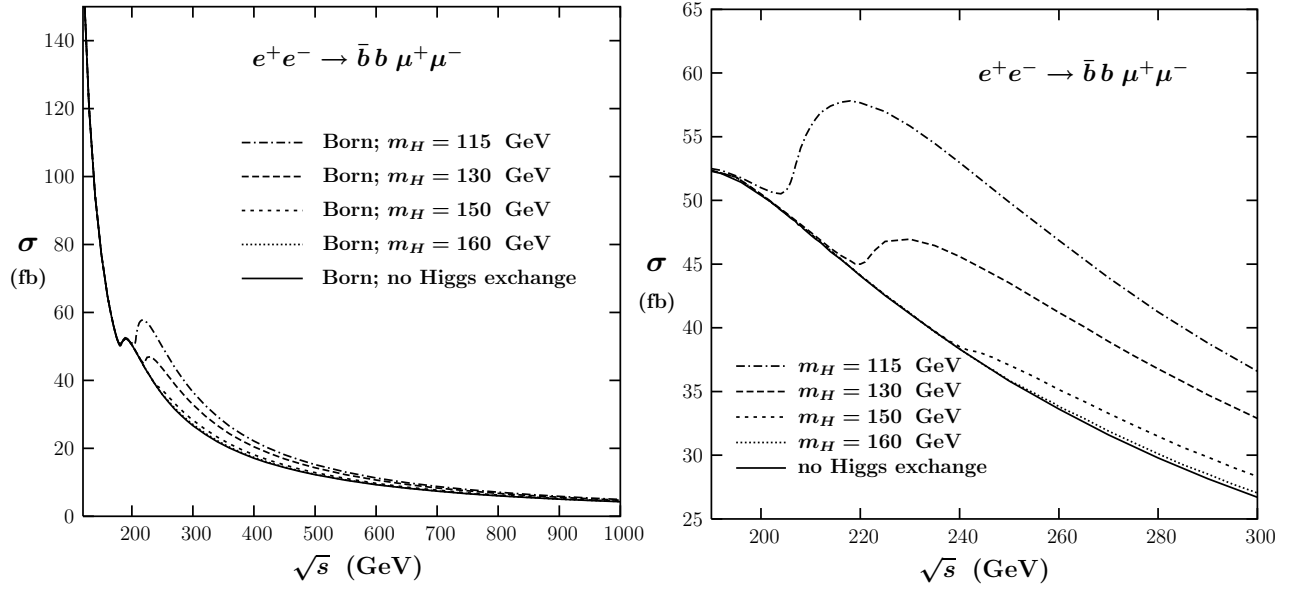 e⁺e⁻ → b̄ b μ⁺μ⁻
Born; m_H = 115 GeV
Born; m_H = 130 GeV
Born; m_H = 150 GeV
Born; m_H = 160 GeV
Born; no Higgs exchange
σ
(fb)
140
120
100
80
60
40
20
0
200 300 400 500 600 700 800 900 1000
√s (GeV)
e⁺e⁻ → b̄ b μ⁺μ⁻
m_H = 115 GeV
m_H = 130 GeV
m_H = 150 GeV
m_H = 160 GeV
no Higgs exchange
σ
(fb)
65
60
55
50
45
40
35
30
25
200 220 240 260 280 300
√s (GeV)